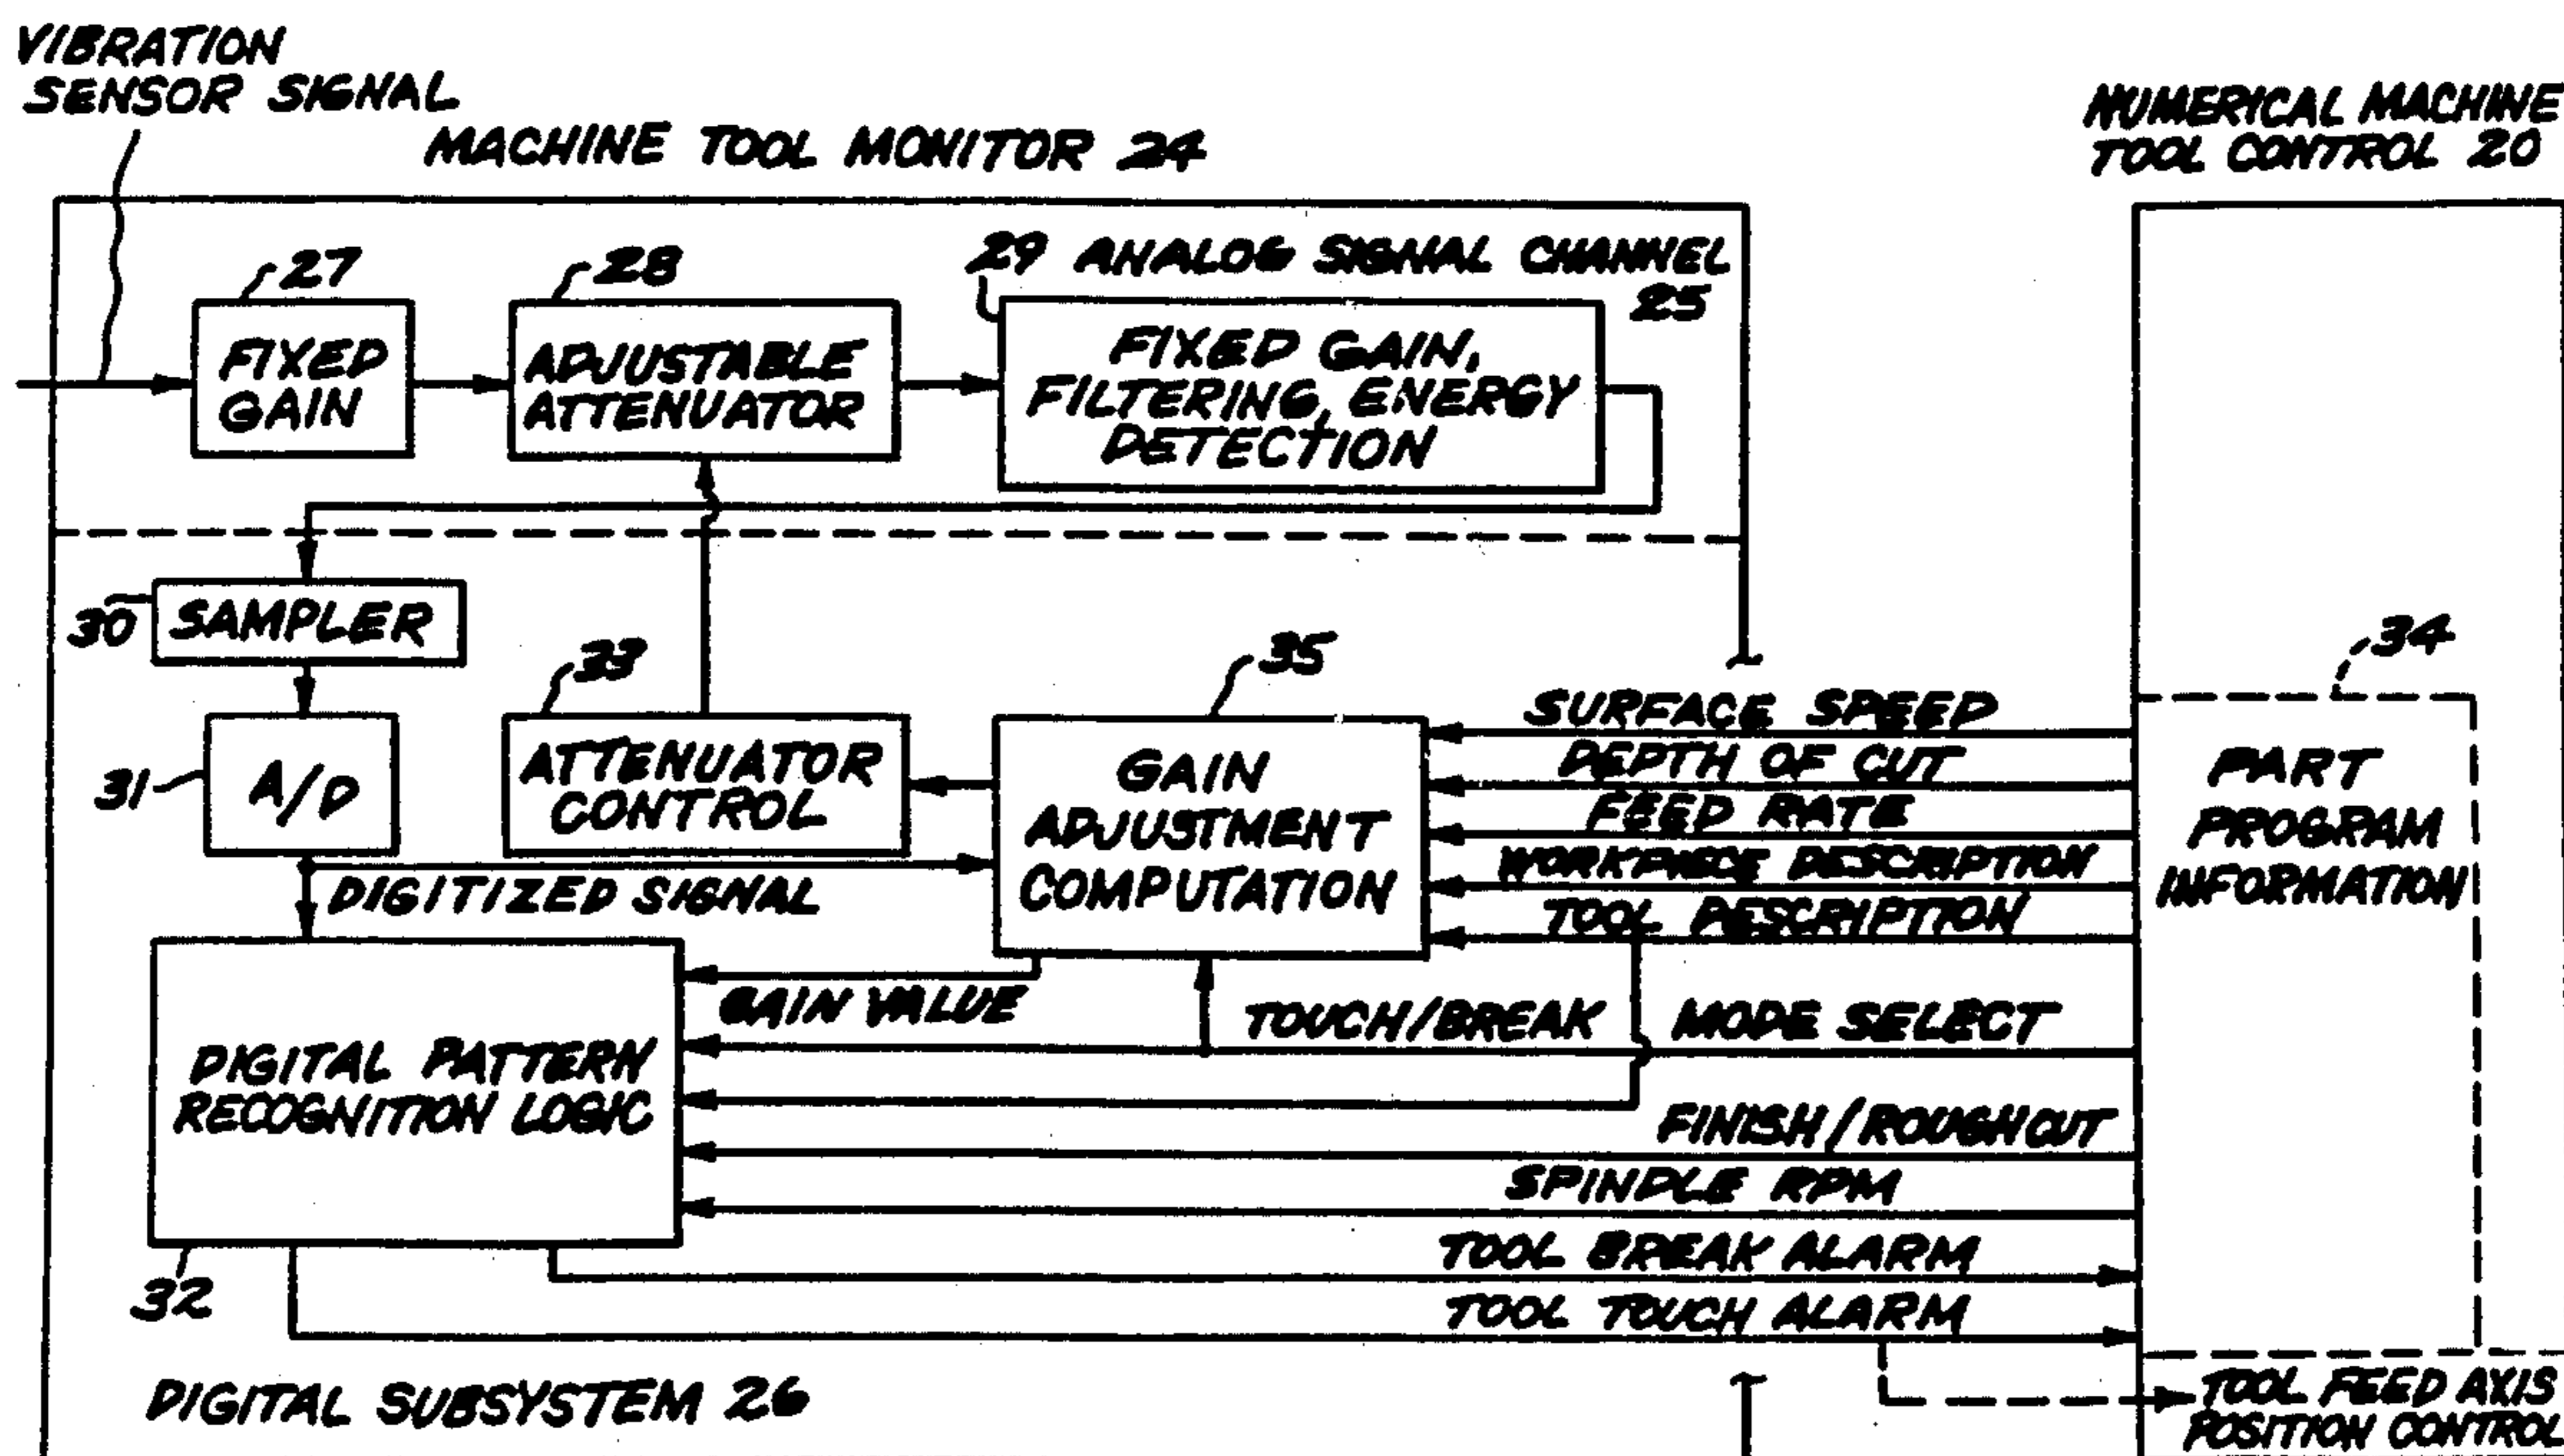 VIBRATION
SENSOR SIGNAL
MACHINE TOOL MONITOR 24
NUMERICAL MACHINE
TOOL CONTROL 20
27
28
29 ANALOG SIGNAL CHANNEL
25
FIXED
GAIN
ADJUSTABLE
ATTENUATOR
FIXED GAIN,
FILTERING, ENERGY
DETECTION
30
SAMPLER
33
35
34
31
A/D
ATTENUATOR
CONTROL
GAIN
ADJUSTMENT
COMPUTATION
SURFACE SPEED
DEPTH OF CUT
FEED RATE
WORKPIECE DESCRIPTION
TOOL DESCRIPTION
PART
PROGRAM
INFORMATION
DIGITIZED SIGNAL
GAIN VALUE
TOUCH/BREAK MODE SELECT
DIGITAL PATTERN
RECOGNITION LOGIC
FINISH/ROUGH CUT
SPINDLE RPM
TOOL BREAK ALARM
32
TOOL TOUCH ALARM
DIGITAL SUBSYSTEM 26
TOOL FEED AXIS
POSITION CONTROL